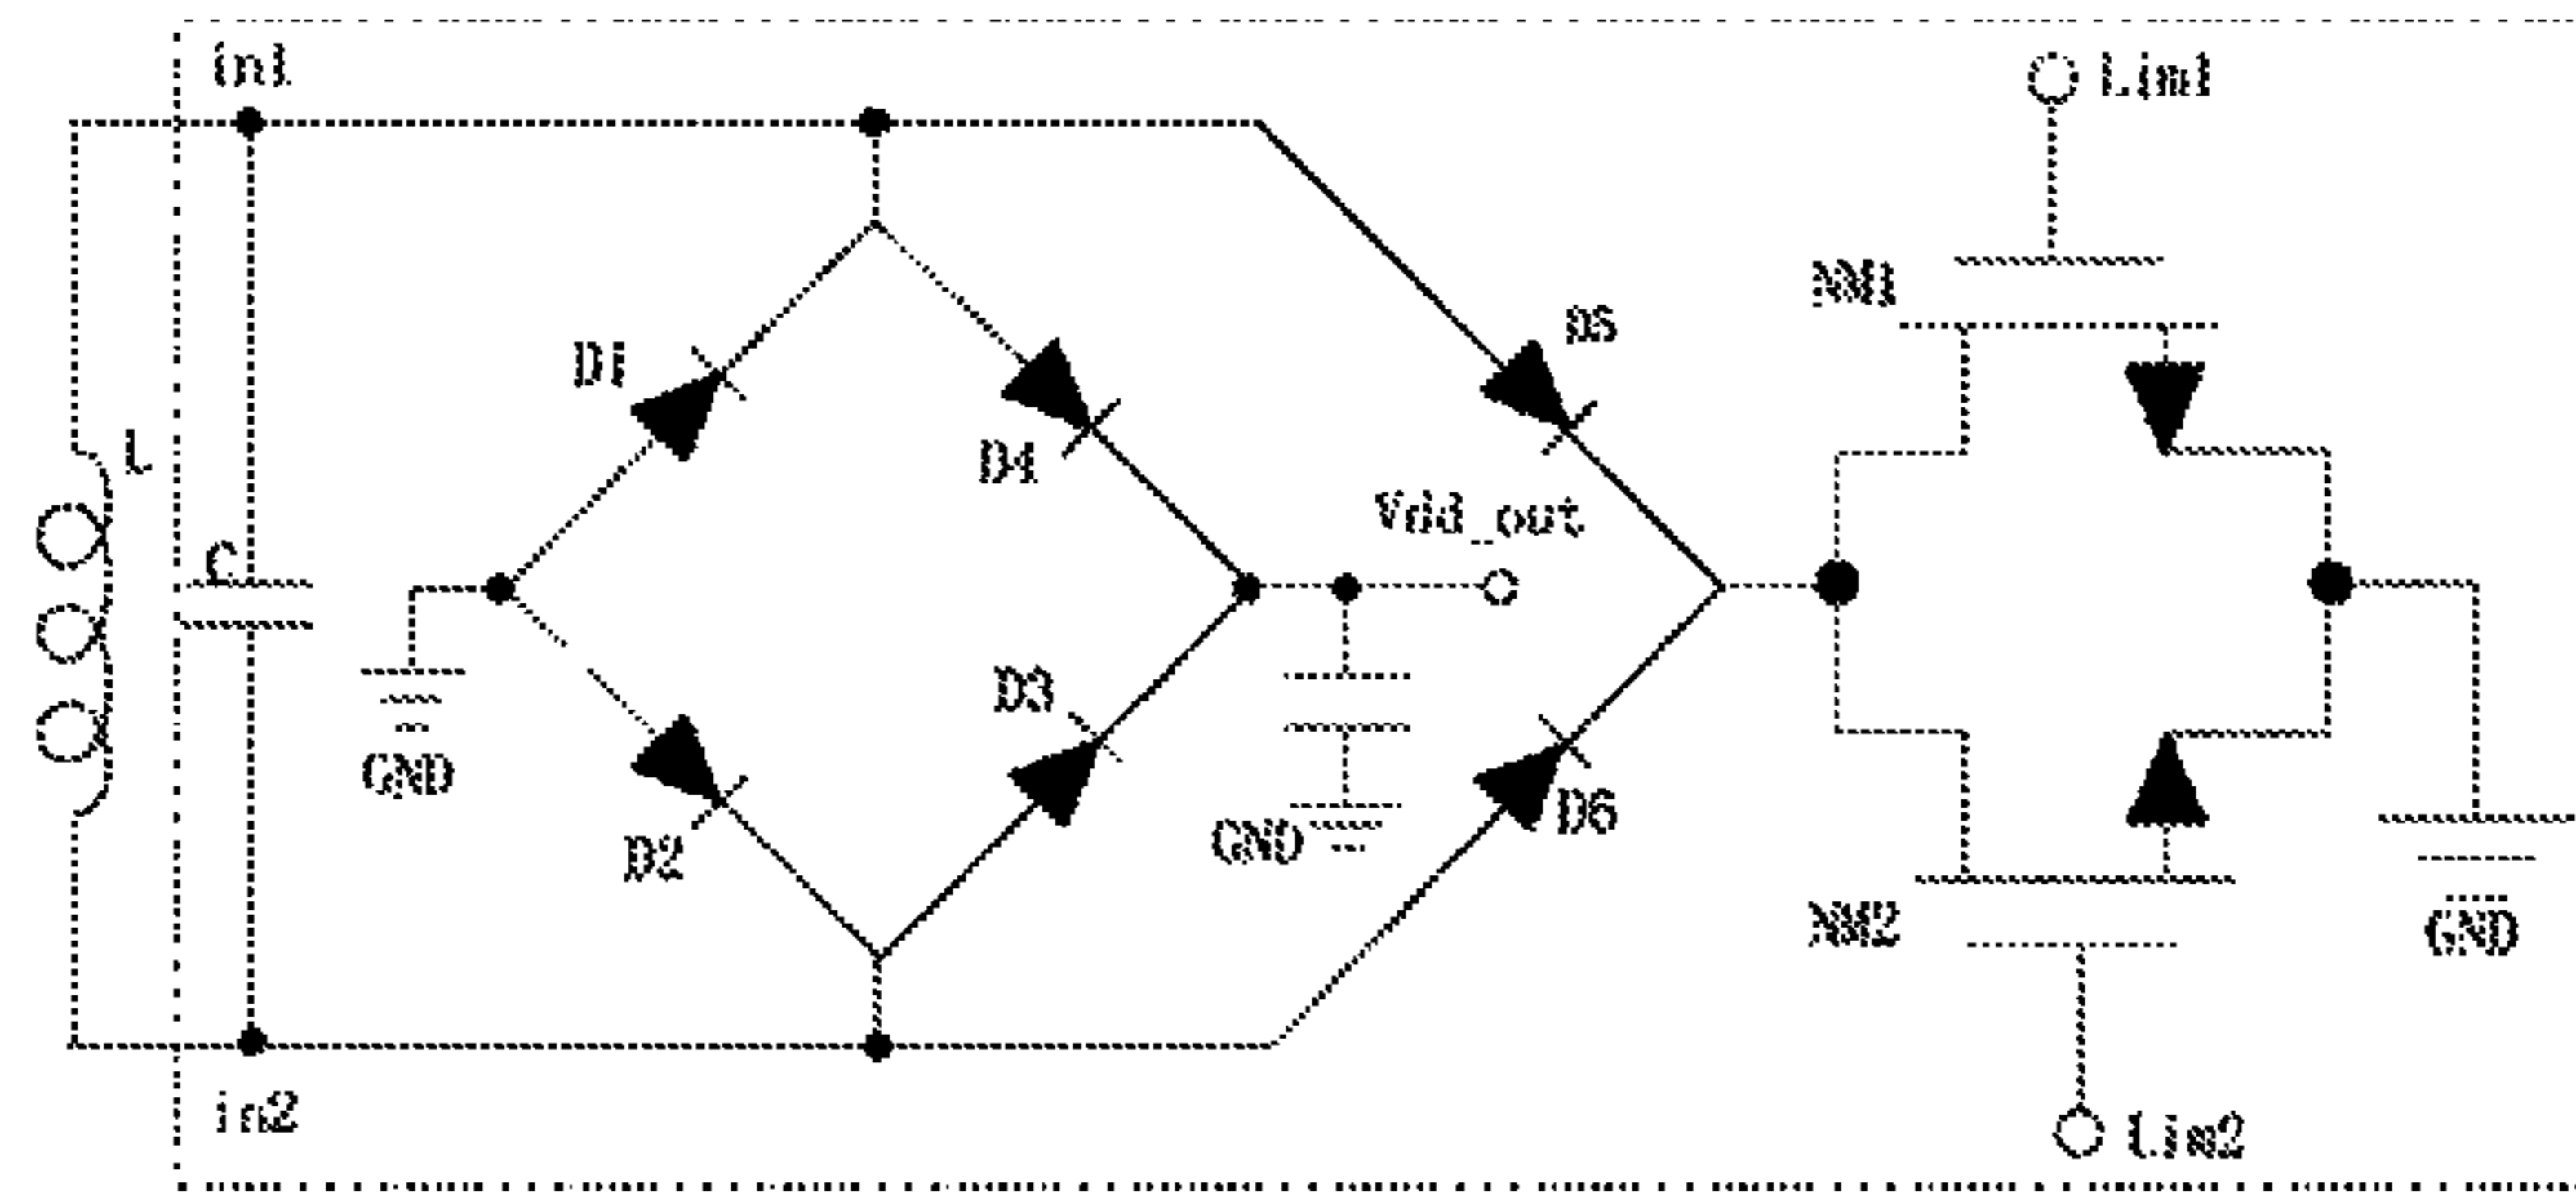 in1
Lim1
NM1
D5
D1
L
D4
Vdd_out
C
D3
GND
D6
GND
D2
NM2
GND
in2
Lim2